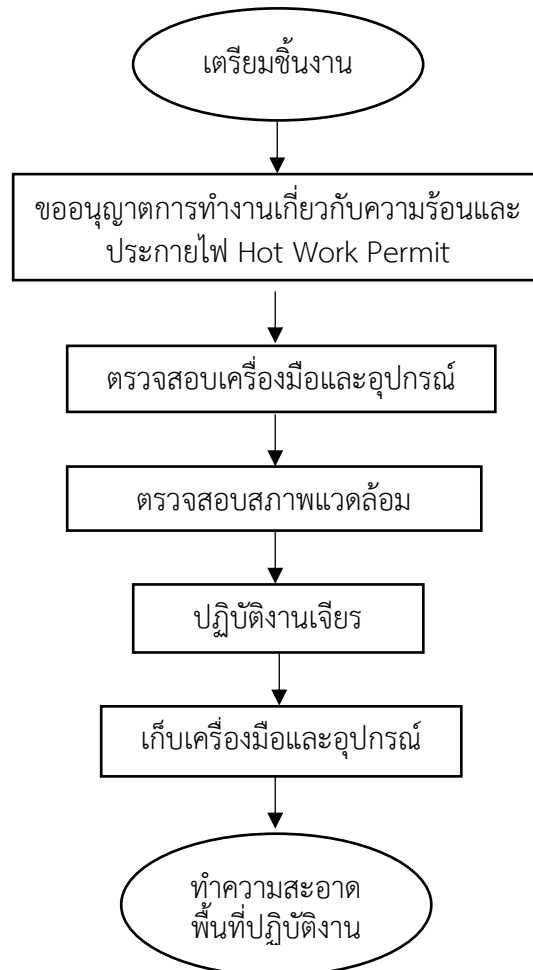 เตรียมชิ้นงาน
ขออนุญาตการทำงานเกี่ยวกับความร้อนและ
ประกายไฟ Hot Work Permit
ตรวจสอบเครื่องมือและอุปกรณ์
ตรวจสอบสภาพแวดล้อม
ปฏิบัติงานเจียร
เก็บเครื่องมือและอุปกรณ์
ทำความสะอาด
พื้นที่ปฏิบัติงาน